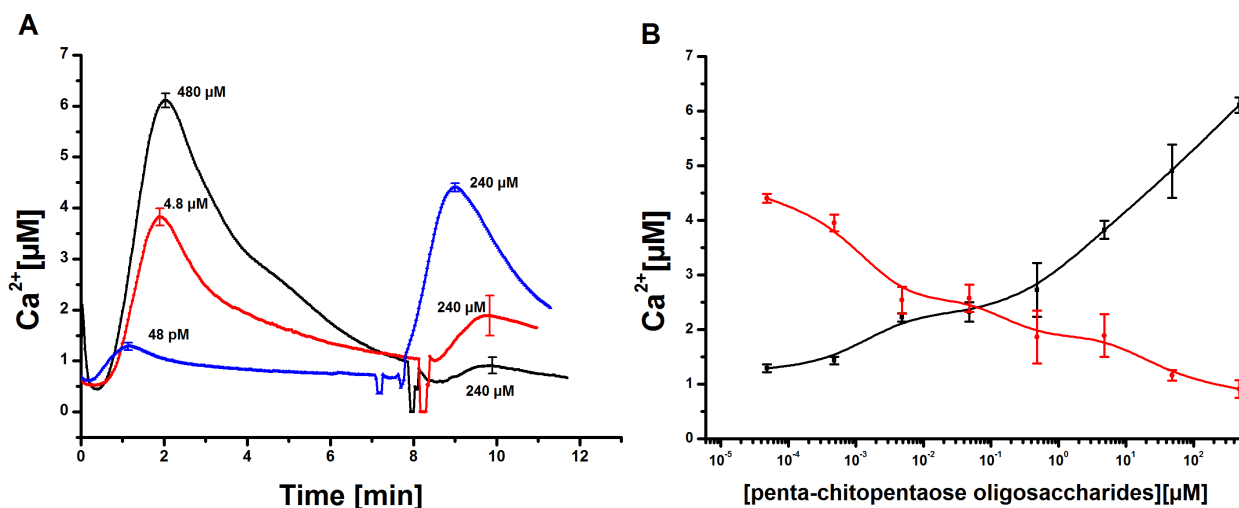 A
7
6
5
4
3
2
1
0
Ca2+[µM]
480 µM
4.8 µM
48 pM
240 µM
240 µM
240 µM
0 2 4 6 8 10 12
Time [min]
B
7
6
5
4
3
2
1
0
Ca2+[µM]
10-5 10-4 10-3 10-2 10-1 100 101 102
[penta-chitopentaose oligosaccharides][µM]